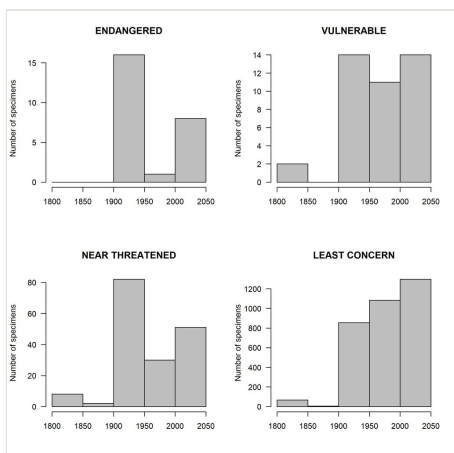 ENDANGERED
Number of specimens
15
10
5
0
1800 1850 1900 1950 2000 2050
VULNERABLE
Number of specimens
14
12
10
8
6
4
2
0
1800 1850 1900 1950 2000 2050
NEAR THREATENED
Number of specimens
80
60
40
20
0
1800 1850 1900 1950 2000 2050
LEAST CONCERN
Number of specimens
1200
1000
800
600
400
200
0
1800 1850 1900 1950 2000 2050